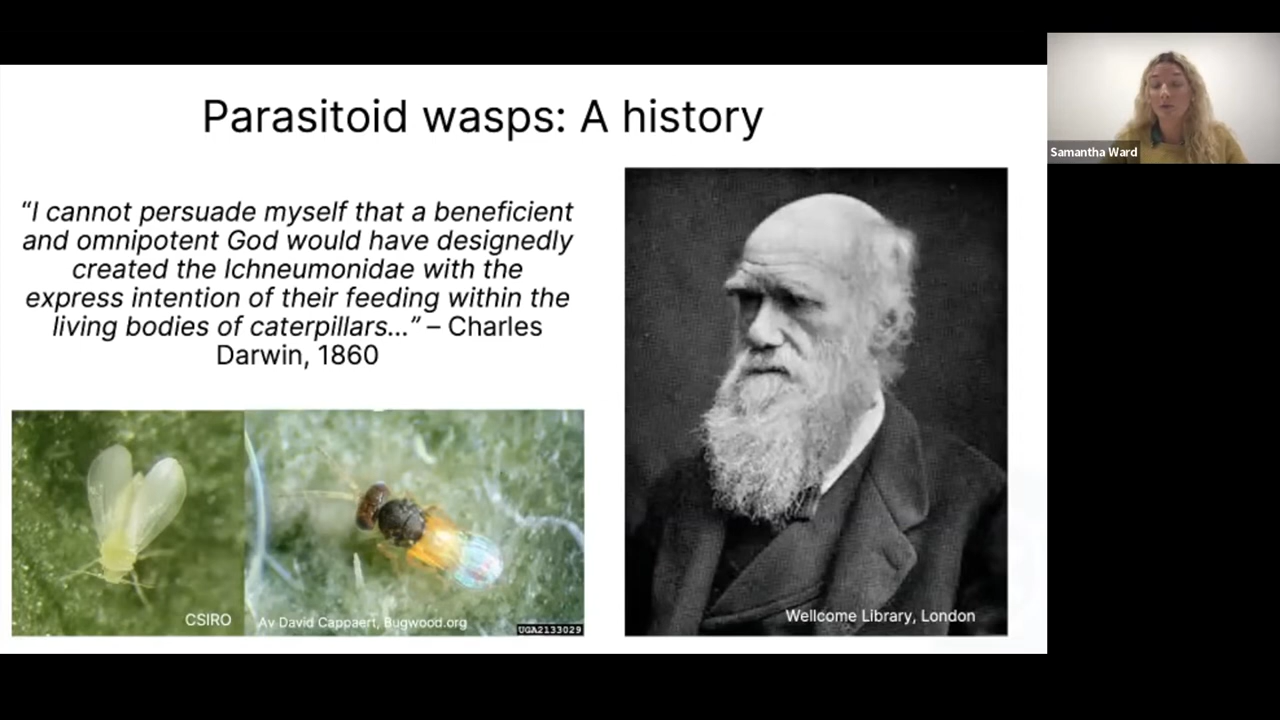 Parasitoid wasps: A history
“I cannot persuade myself that a beneficient
and omnipotent God would have designedly
created the Ichneumonidae with the
express intention of their feeding within the
living bodies of caterpillars...” – Charles
Darwin, 1860
CSIRO
Av David Cappaert, Bugwood.org
UGA2133029
Wellcome Library, London
Samantha Ward